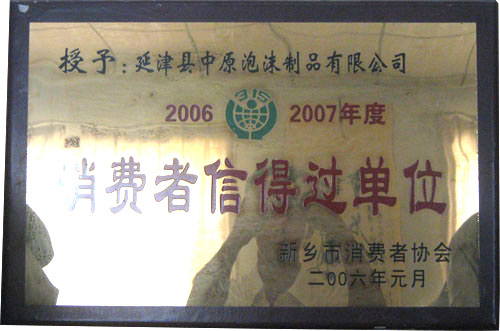 授予：延津县中原泡沫制品有限公司
2006 315 2007年度
消费者信得过单位
新乡市消费者协会
二00六年元月